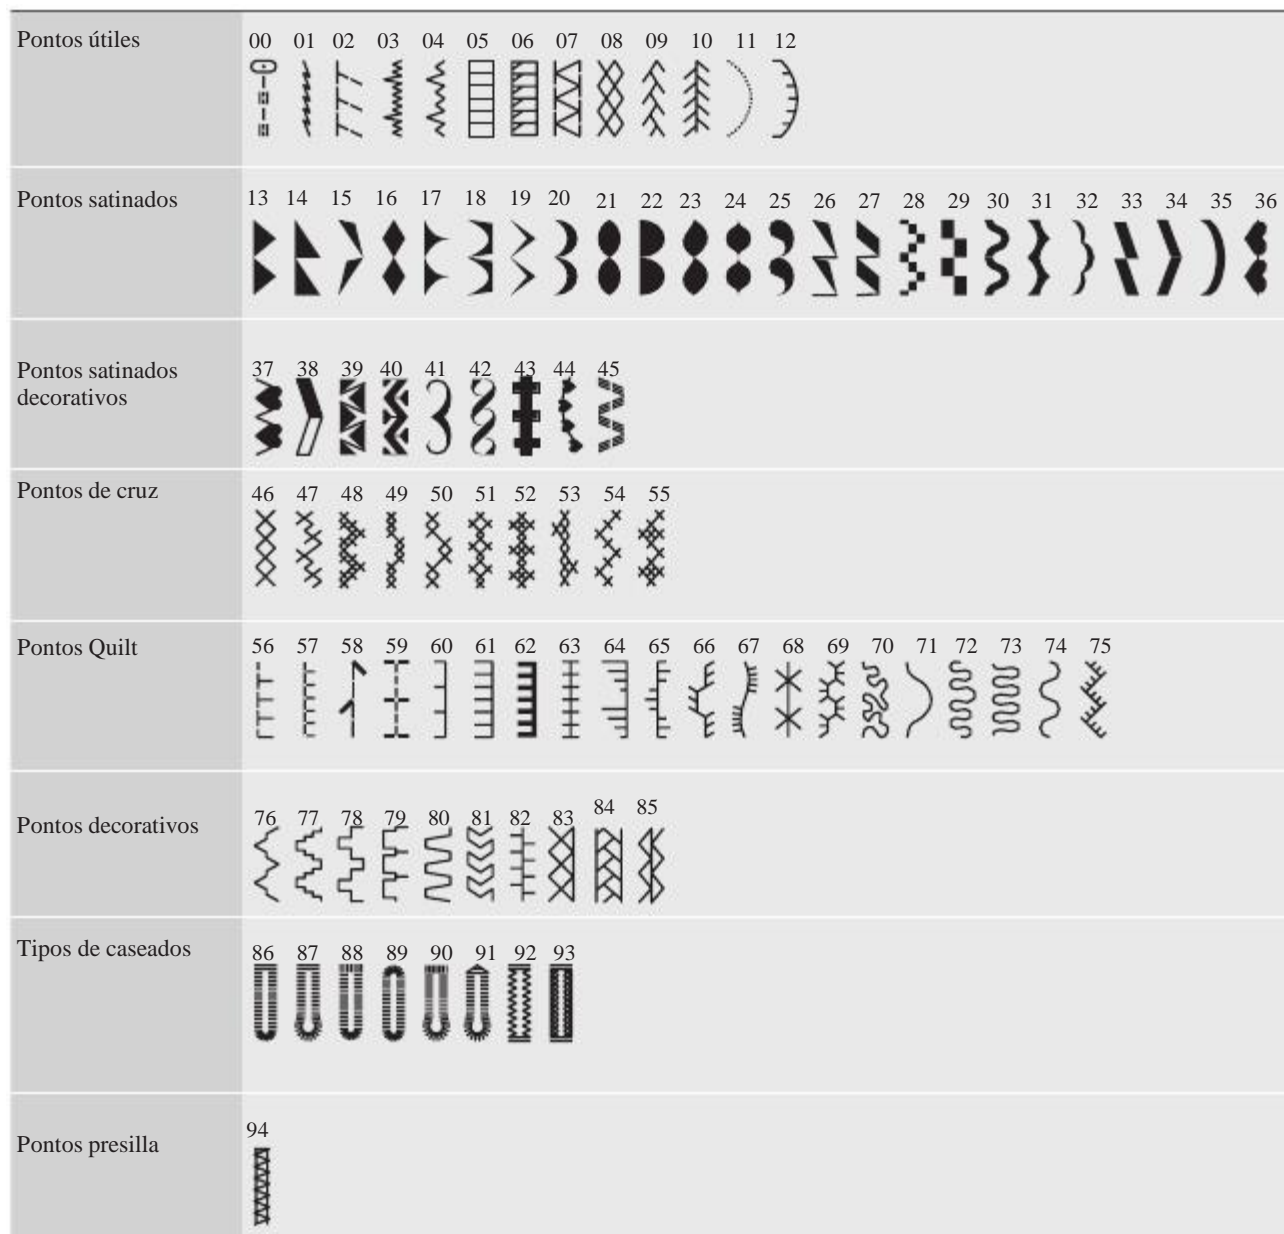 Pontos útiles
00 01 02 03 04 05 06 07 08 09 10 11 12
Pontos satinados
13 14 15 16 17 18 19 20 21 22 23 24 25 26 27 28 29 30 31 32 33 34 35 36
Pontos satinados
decorativos
37 38 39 40 41 42 43 44 45
Pontos de cruz
46 47 48 49 50 51 52 53 54 55
Pontos Quilt
56 57 58 59 60 61 62 63 64 65 66 67 68 69 70 71 72 73 74 75
Pontos decorativos
76 77 78 79 80 81 82 83 84 85
Tipos de caseados
86 87 88 89 90 91 92 93
Pontos presilla
94